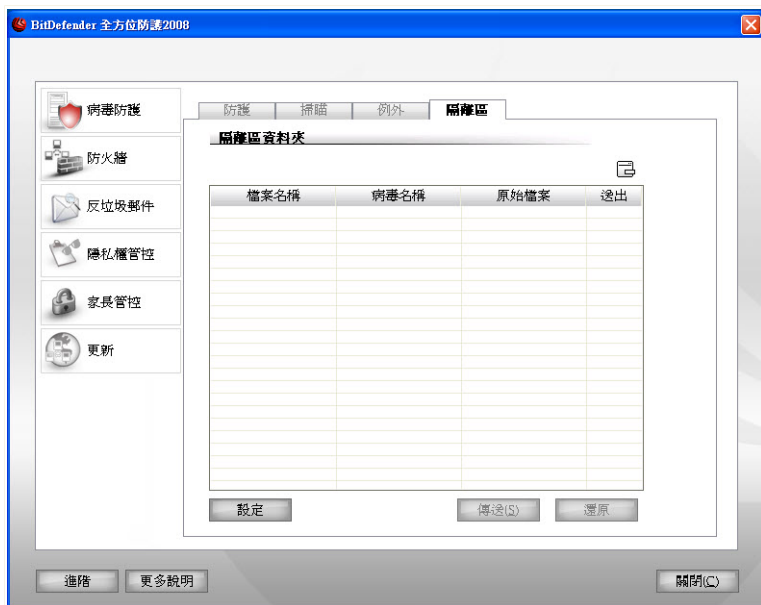 BitDefender 全方位防護2008
病毒防護
防火牆
反垃圾郵件
隱私權管控
家長管控
更新
防護 掃瞄 例外 隔離區
隔離區資料夾
檔案名稱 病毒名稱 原始檔案 送出
設定 傳送(S) 還原
進階 更多說明 關閉(C)